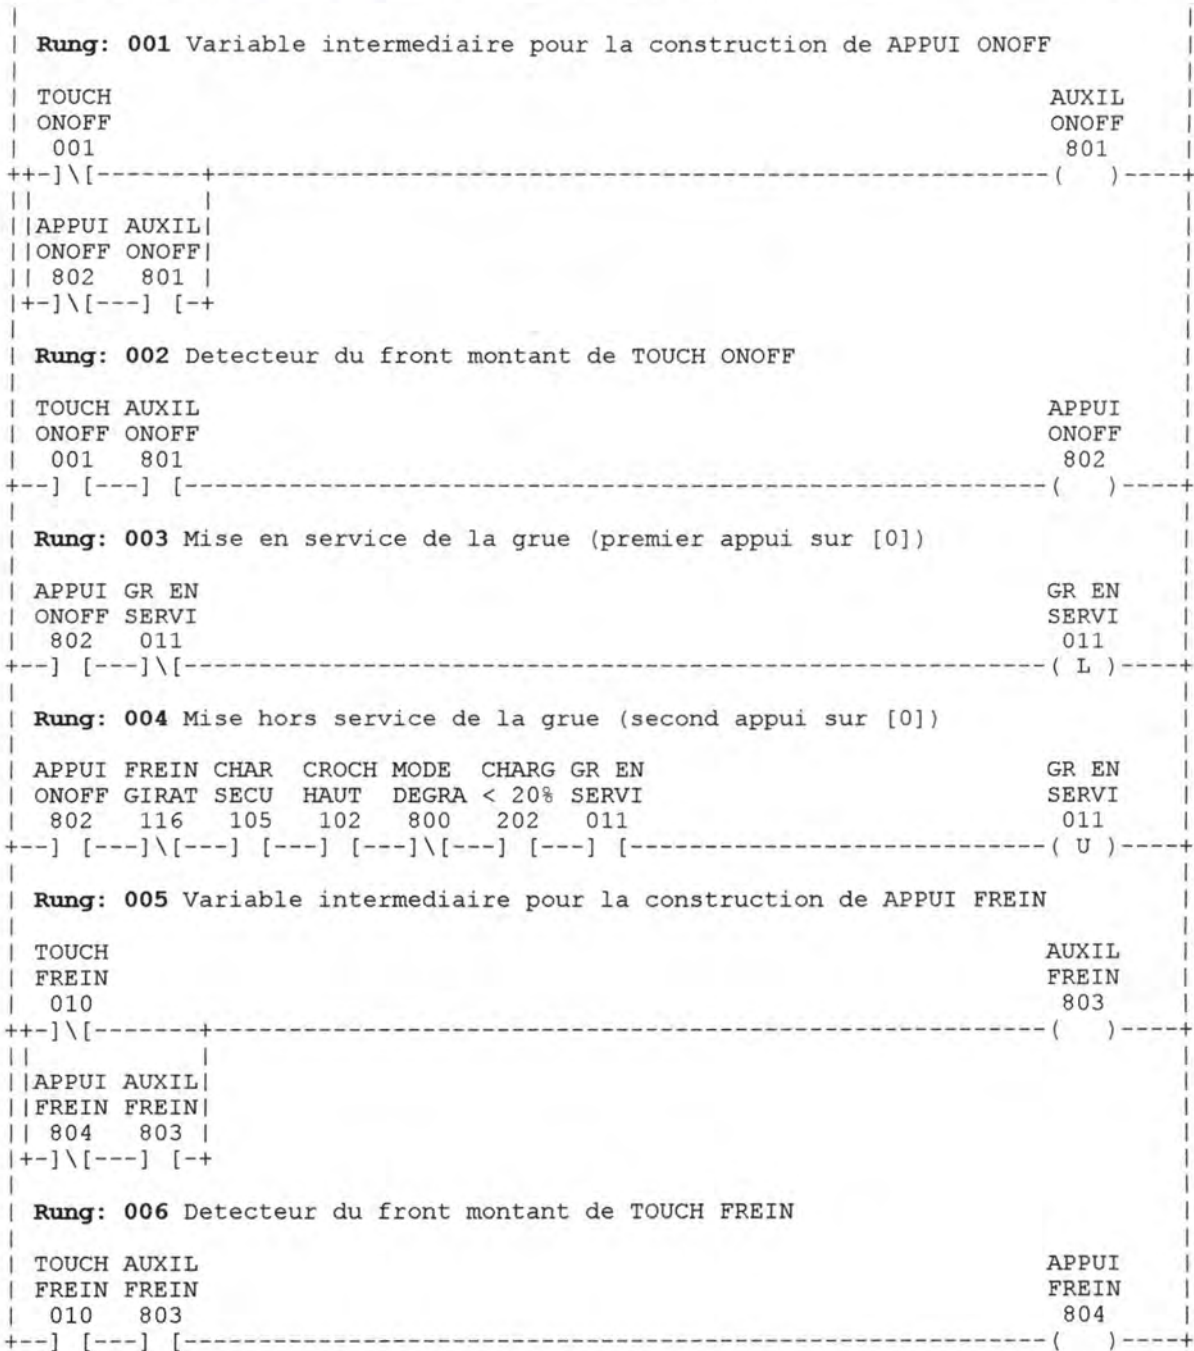 Rung: 001 Variable intermediaire pour la construction de APPUI ONOFF
TOUCH AUXIL
ONOFF ONOFF
001 801
++-]\[-------+--------------------------------------------------------( )----+
||APPUI AUXIL|
||ONOFF ONOFF|
|| 802 801 |
|+-]\[---] [-+
Rung: 002 Detecteur du front montant de TOUCH ONOFF
TOUCH AUXIL APPUI
ONOFF ONOFF ONOFF
001 801 802
+--] [---] [----------------------------------------------------------( )----+
Rung: 003 Mise en service de la grue (premier appui sur [0])
APPUI GR EN GR EN
ONOFF SERVI SERVI
802 011 011
+--] [---]\[----------------------------------------------------------( L )----+
Rung: 004 Mise hors service de la grue (second appui sur [0])
APPUI FREIN CHAR CROCH MODE CHARG GR EN GR EN
ONOFF GIRAT SECU HAUT DEGRA < 20% SERVI SERVI
802 116 105 102 800 202 011 011
+--] [---]\[---] [---] [---]\[---] [---] [----------------------------( U )----+
Rung: 005 Variable intermediaire pour la construction de APPUI FREIN
TOUCH AUXIL
FREIN FREIN
010 803
++-]\[-------+--------------------------------------------------------( )----+
||APPUI AUXIL|
||FREIN FREIN|
|| 804 803 |
|+-]\[---] [-+
Rung: 006 Detecteur du front montant de TOUCH FREIN
TOUCH AUXIL APPUI
FREIN FREIN FREIN
010 803 804
+--] [---] [----------------------------------------------------------( )----+